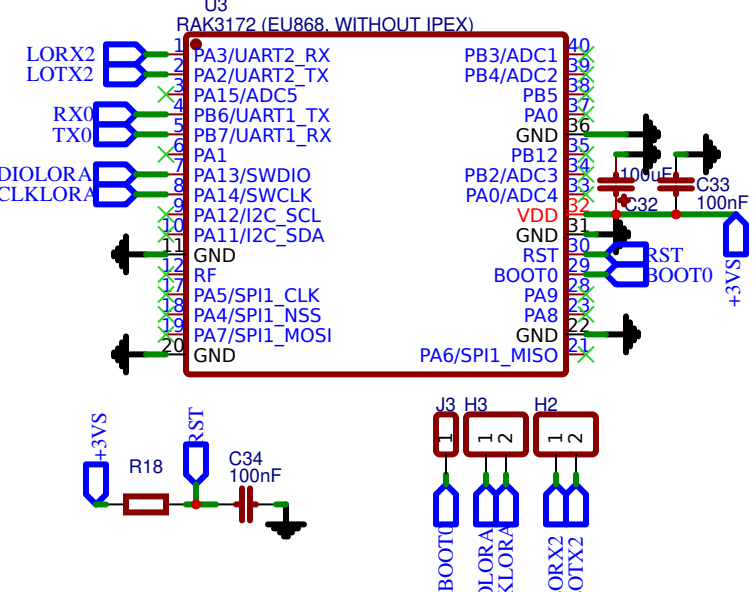 U3
RAK3172 (EU868, WITHOUT IPEX)
LORX2 1 PA3/UART2_RX PB3/ADC1 40
LOTX2 2 PA2/UART2_TX PB4/ADC2 39
3 PA15/ADC5 PB5 38
RX0 4 PB6/UART1_TX PA0 37
TX0 5 PB7/UART1_RX GND 36
6 PA1 PB12 35
DIOLORA 7 PA13/SWDIO PB2/ADC3 34 100uF C33
CLKLORA 8 PA14/SWCLK PA0/ADC4 33 C32 100nF
9 PA12/I2C_SCL VDD 32
10 PA11/I2C_SDA GND 31
11 GND RST 30 RST
12 RF BOOT0 29 BOOT0
17 PA5/SPI1_CLK PA9 28
18 PA4/SPI1_NSS PA8 23
19 PA7/SPI1_MOSI GND 22
20 GND PA6/SPI1_MISO 21
+3VS
J3 H3 H2
1 1 2 1 2
+3VS RST
R18 C34
100nF
BOOT0 OLORA KLORA ORX2 OTX2